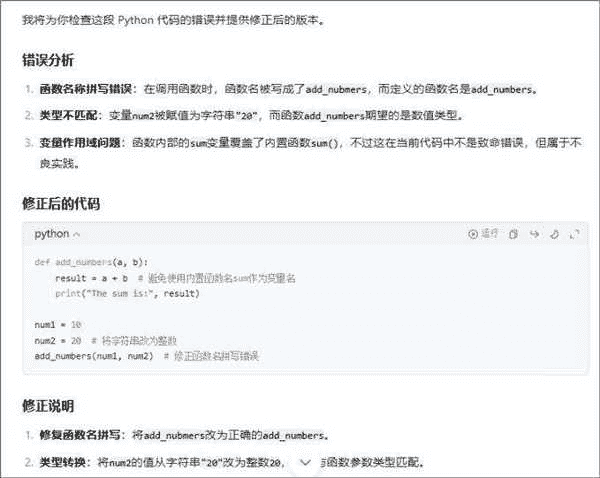 我将为你检查这段 Python 代码的错误并提供修正后的版本。
错误分析
1. 函数名称拼写错误：在调用函数时，函数名被写成了add_nubmers，而定义的函数名是add_numbers。
2. 类型不匹配：变量num2被赋值为字符串"20"，而函数add_numbers期望的是数值类型。
3. 变量作用域问题：函数内部的sum变量覆盖了内置函数sum()，不过这在当前代码中不是致命错误，但属于不
良实践。
修正后的代码
python 运行
def add_numbers(a, b):
    result = a + b  # 避免使用内置函数名sum作为变量名
    print("The sum is:", result)
num1 = 10
num2 = 20  # 将字符串改为整数
add_numbers(num1, num2)  # 修正函数名拼写错误
修正说明
1. 修复函数名拼写：将add_nubmers改为正确的add_numbers。
2. 类型转换：将num2的值从字符串"20"改为整数20，与函数参数类型匹配。